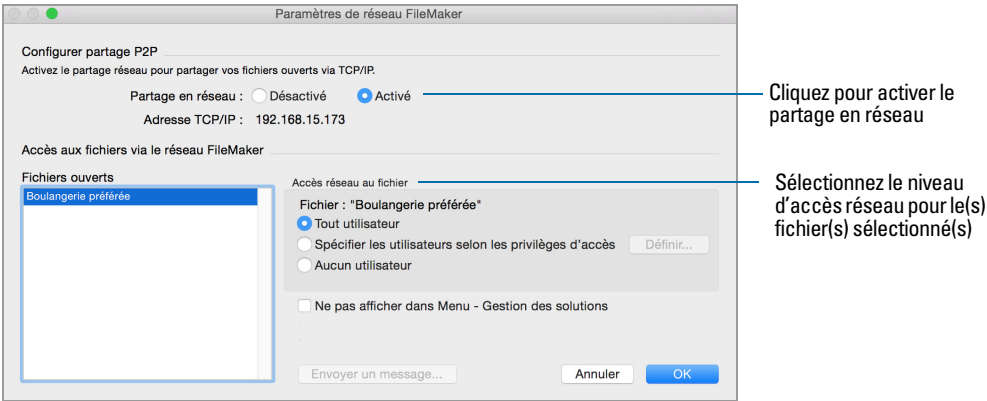 Paramètres de réseau FileMaker
Configurer partage P2P
Activez le partage réseau pour partager vos fichiers ouverts via TCP/IP.
Partage en réseau : Désactivé Activé
Adresse TCP/IP : 192.168.15.173
Cliquez pour activer le
partage en réseau
Accès aux fichiers via le réseau FileMaker
Fichiers ouverts
Boulangerie préférée
Accès réseau au fichier
Fichier : "Boulangerie préférée"
Tout utilisateur
Spécifier les utilisateurs selon les privilèges d'accès Définir...
Aucun utilisateur
Sélectionnez le niveau
d'accès réseau pour le(s)
fichier(s) sélectionné(s)
Ne pas afficher dans Menu - Gestion des solutions
Envoyer un message... Annuler OK